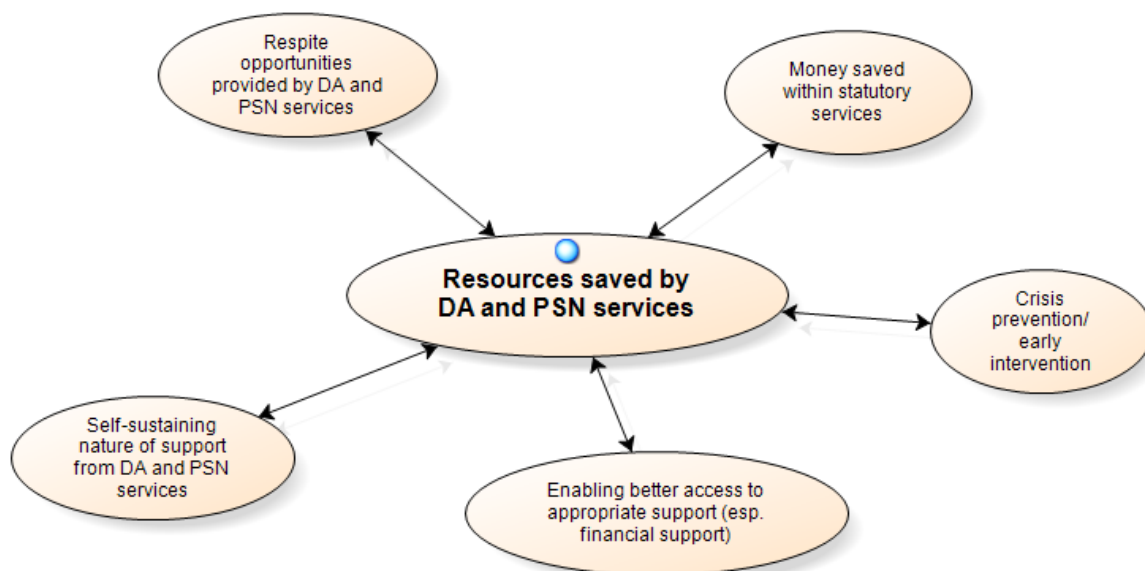 Respite
opportunities
provided by DA and
PSN services
Money saved
within statutory
services
Resources saved by
DA and PSN services
Crisis
prevention/
early
intervention
Self-sustaining
nature of support
from DA and PSN
services
Enabling better access to
appropriate support (esp.
financial support)